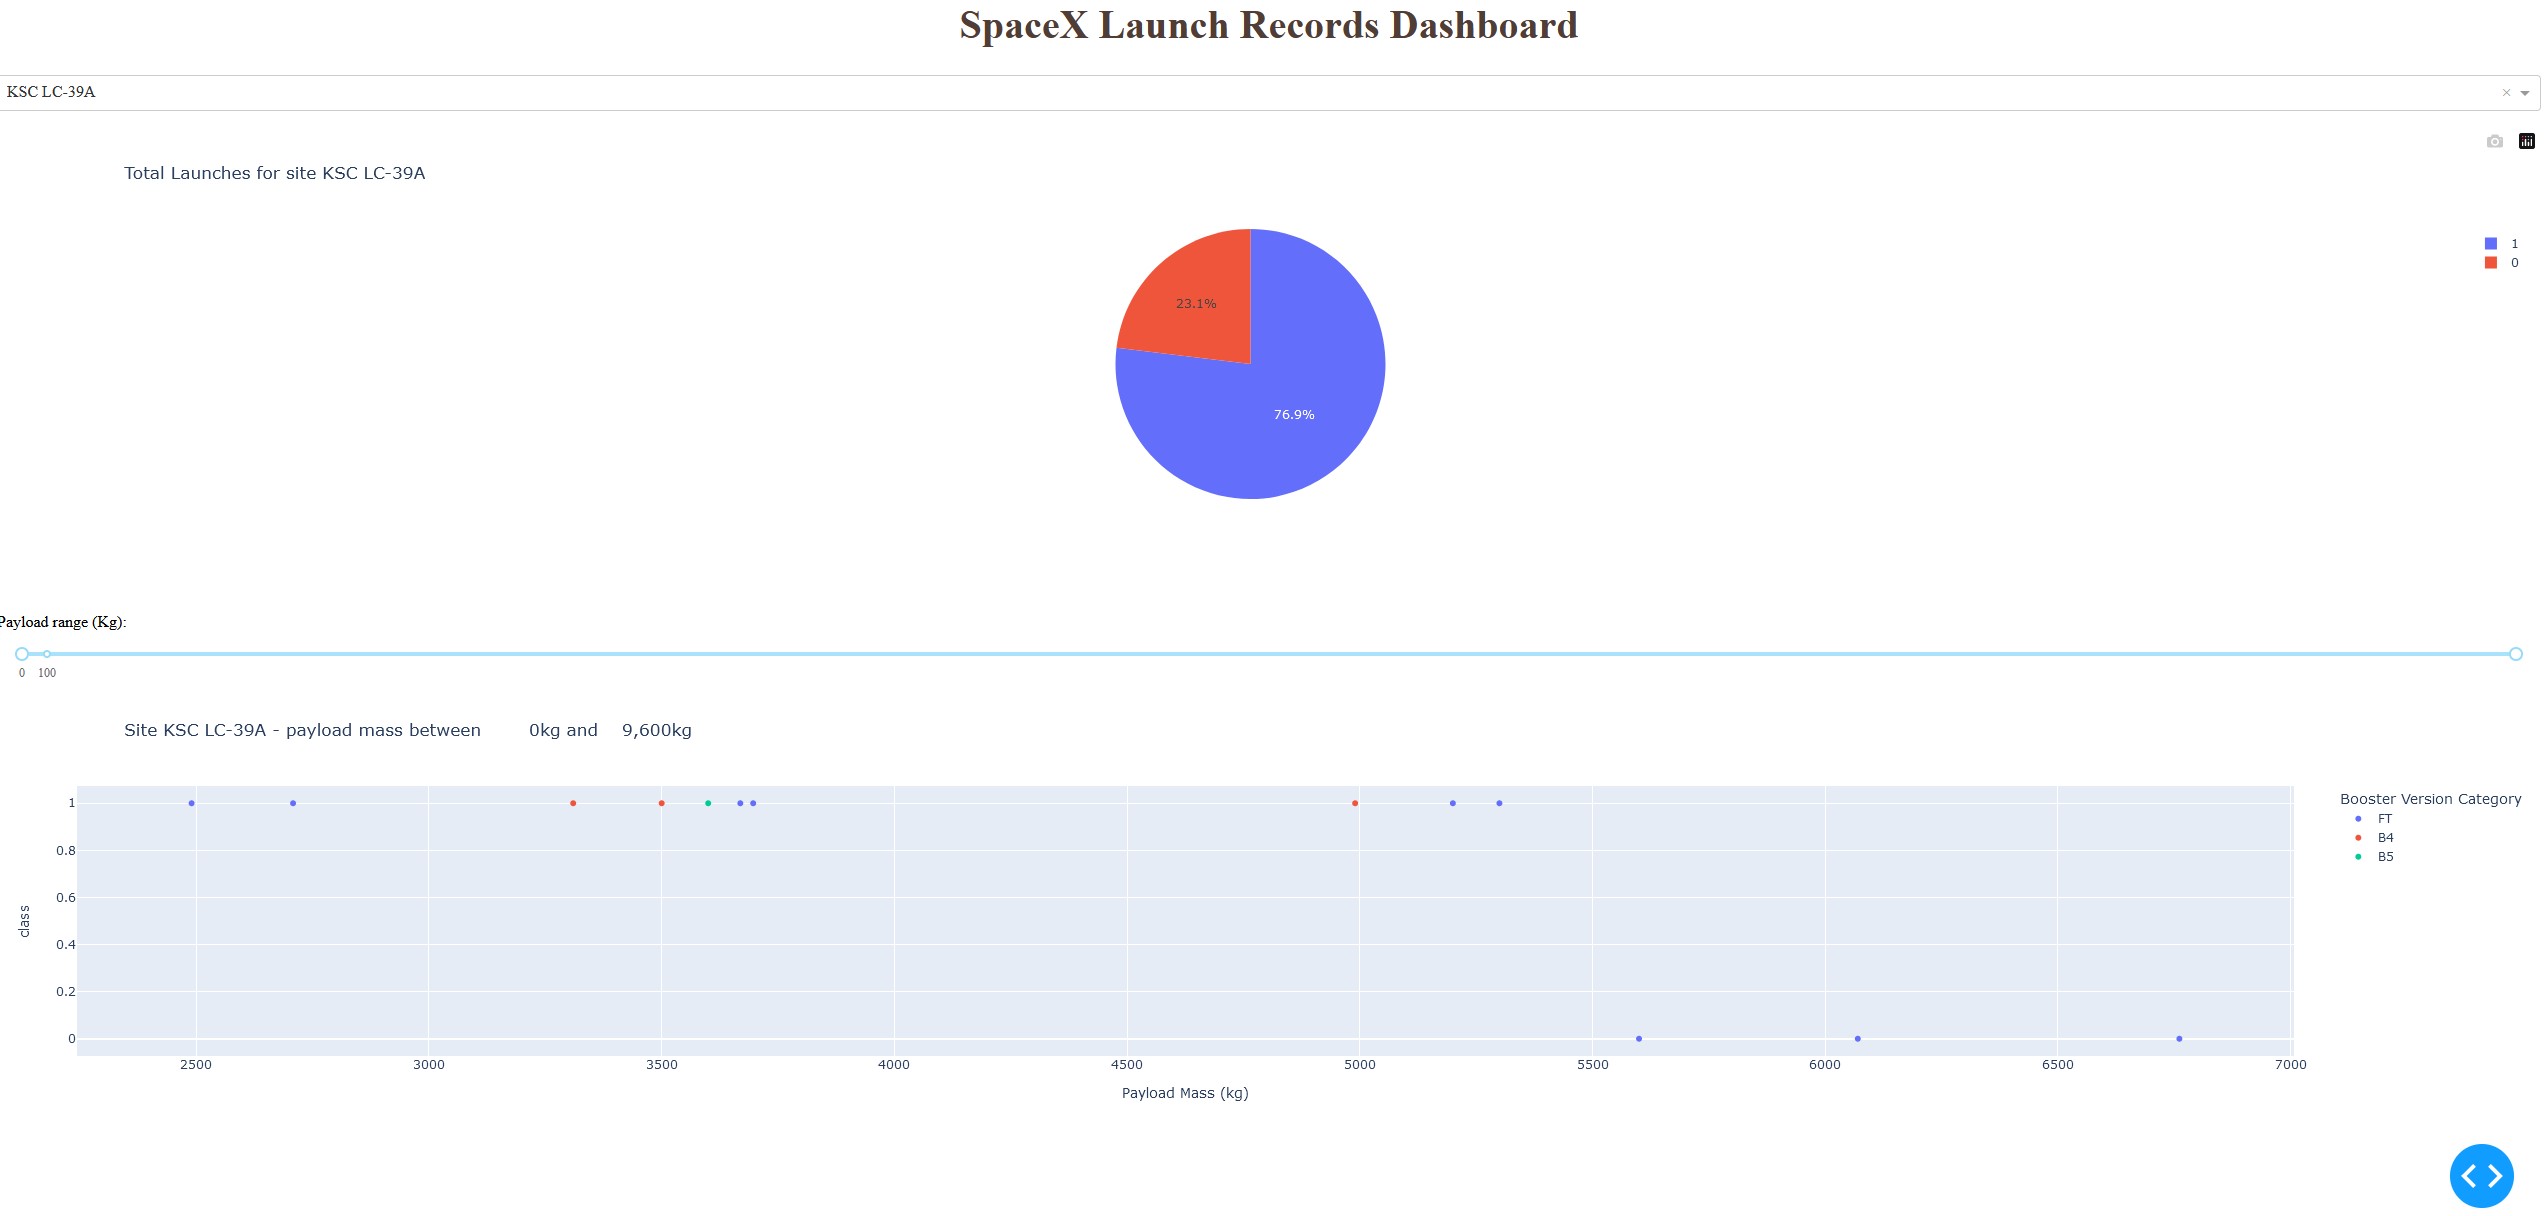 SpaceX Launch Records Dashboard
KSC LC-39A
×
Total Launches for site KSC LC-39A
1
0
23.1%
76.9%
Payload range (Kg):
0 100
Site KSC LC-39A - payload mass between 0kg and 9,600kg
Booster Version Category
FT
B4
B5
class
1
0.8
0.6
0.4
0.2
0
2500 3000 3500 4000 4500 5000 5500 6000 6500 7000
Payload Mass (kg)